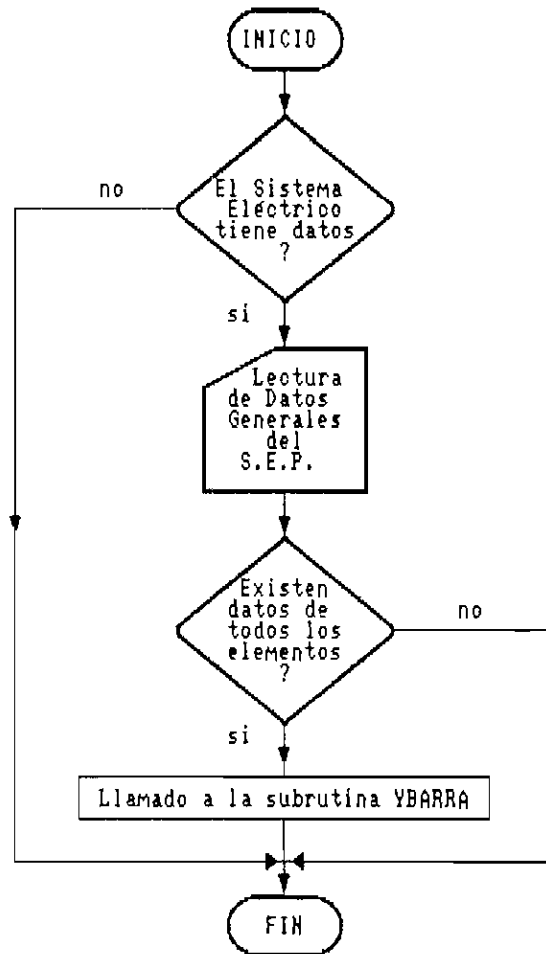 INICIO
no
El Sistema
Eléctrico
tiene datos
?
si
Lectura
de Datos
Generales
del
S.E.P.
Existen
datos de
todos los
elementos
?
no
si
Llamado a la subrutina YBARRA
FIN